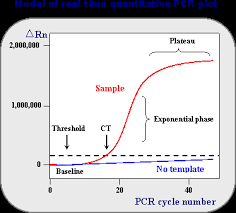 Model of real time quantitative PCR plot
ΔRn
2,000,000
Plateau
Sample
1,000,000
Exponential phase
Threshold
CT
No template
0,000
Baseline
0
20
40
PCR cycle number